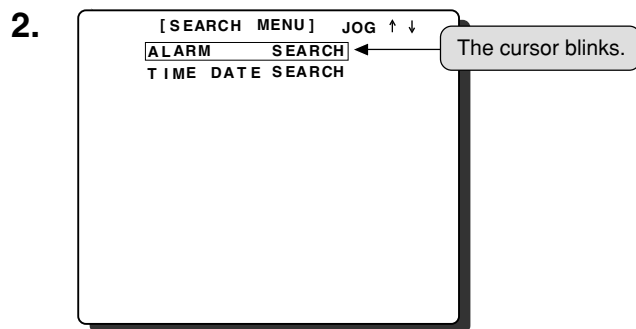 2.
[SEARCH MENU] JOG ↑ ↓
ALARM SEARCH
The cursor blinks.
TIME DATE SEARCH